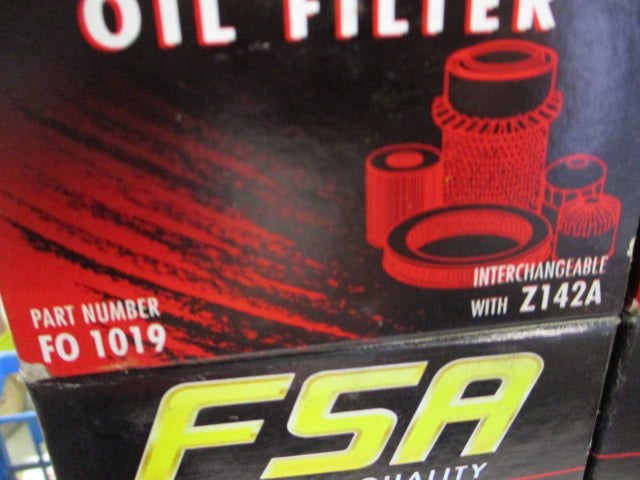 OIL FILTER
INTERCHANGEABLE
WITH Z142A
PART NUMBER
FO 1019
FSA
QUALITY